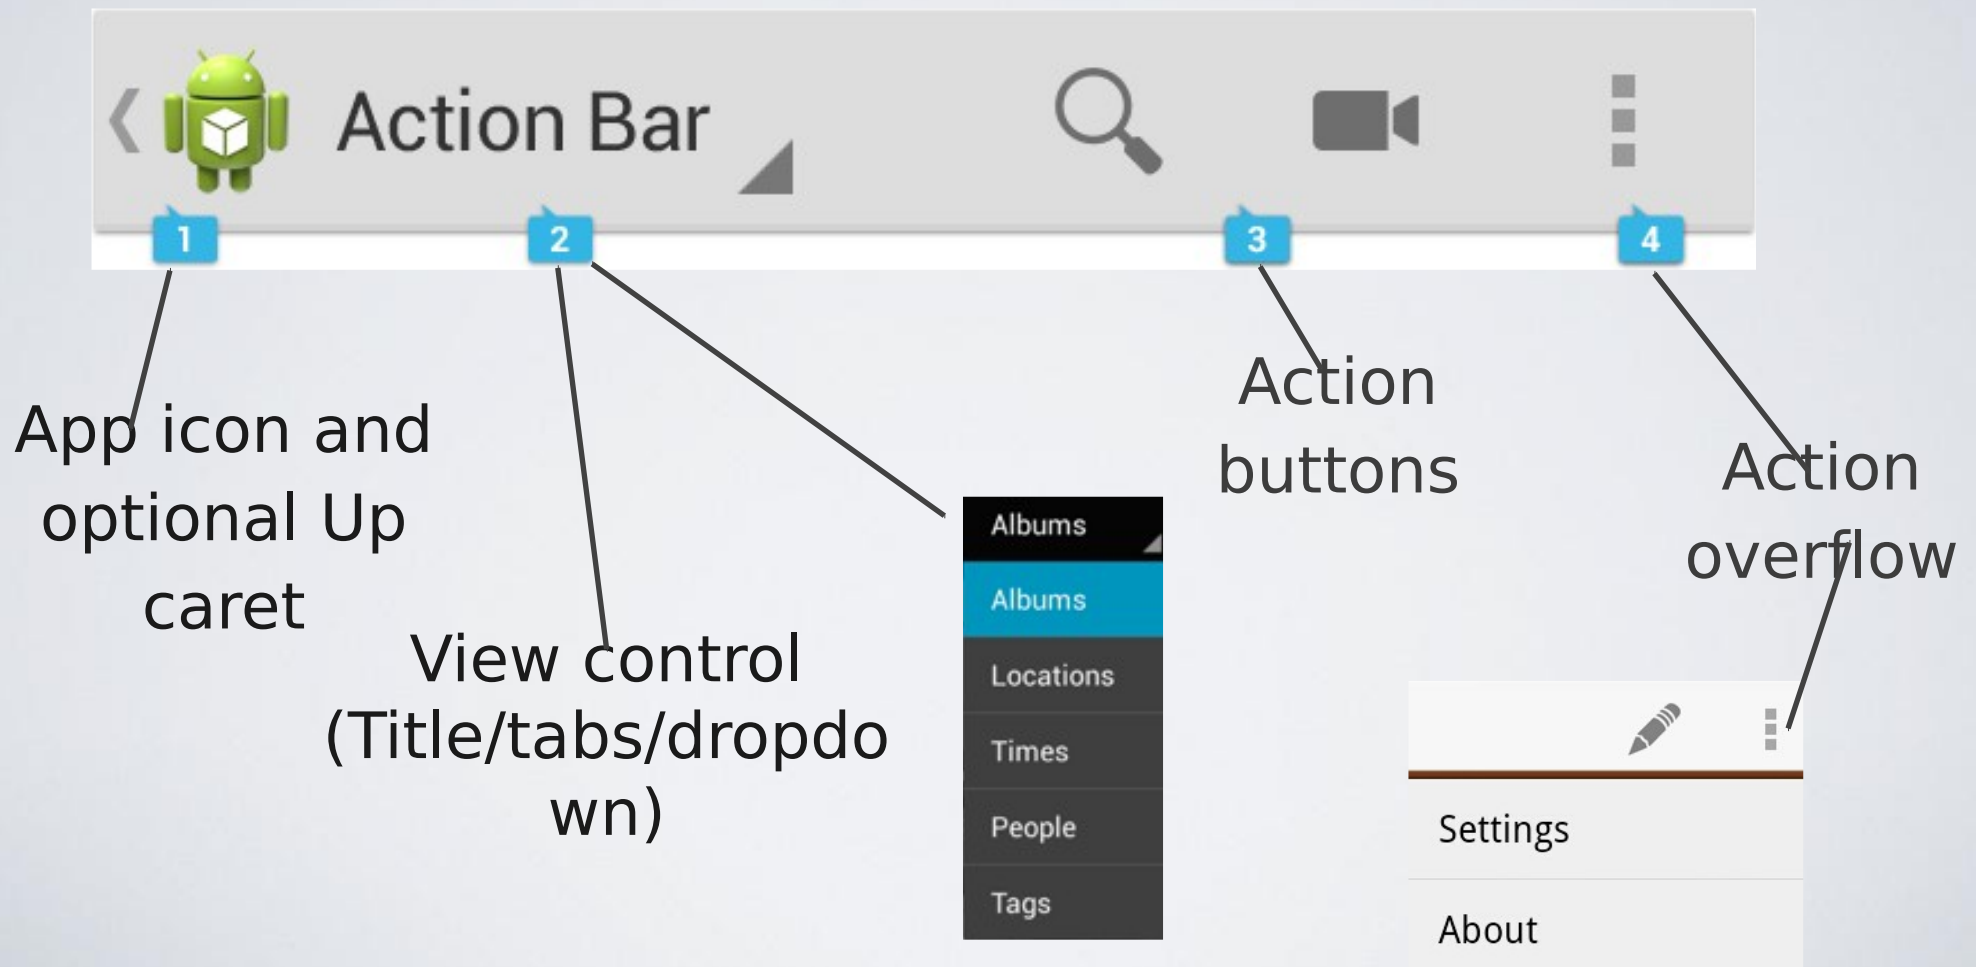 Action Bar
1
2
3
4
App icon and
optional Up
caret
View control
(Title/tabs/dropdo
wn)
Albums
Albums
Locations
Times
People
Tags
Action
buttons
Action
overflow
Settings
About